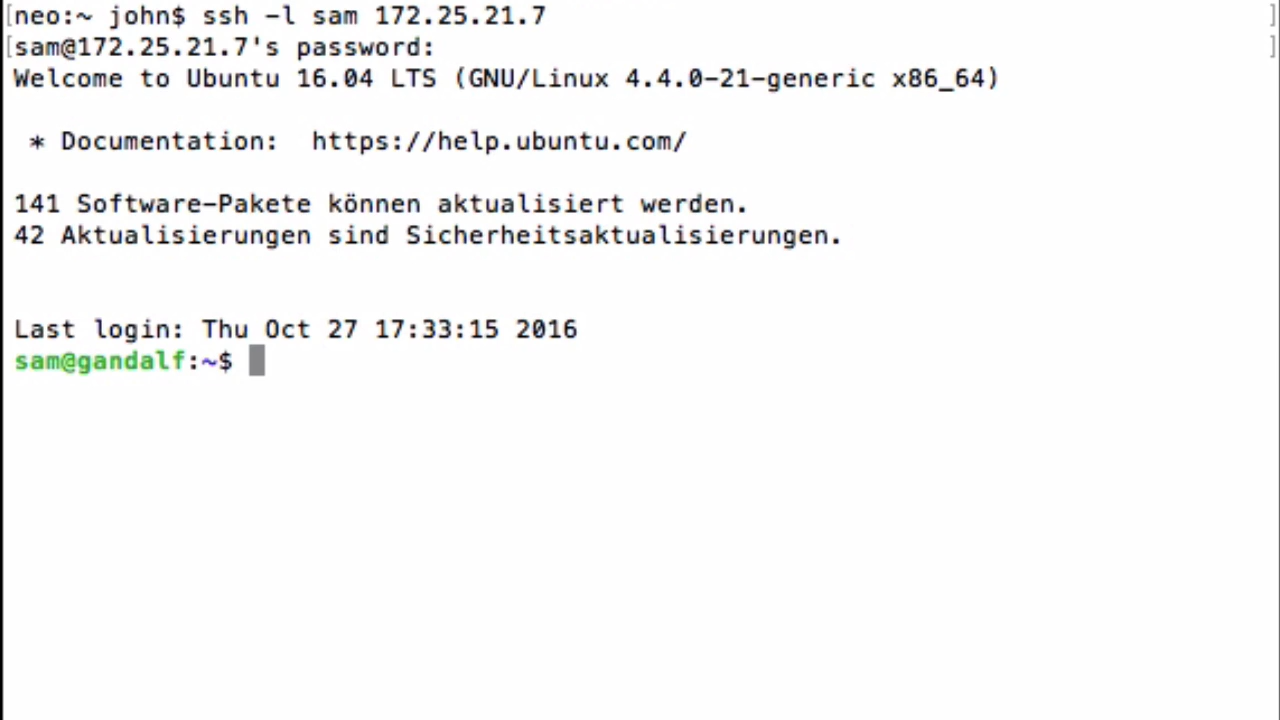 [neo:~ john$ ssh -l sam 172.25.21.7 ]
[sam@172.25.21.7's password: ]
Welcome to Ubuntu 16.04 LTS (GNU/Linux 4.4.0-21-generic x86_64)
* Documentation:  https://help.ubuntu.com/
141 Software-Pakete können aktualisiert werden.
42 Aktualisierungen sind Sicherheitsaktualisierungen.
Last login: Thu Oct 27 17:33:15 2016
sam@gandalf:~$